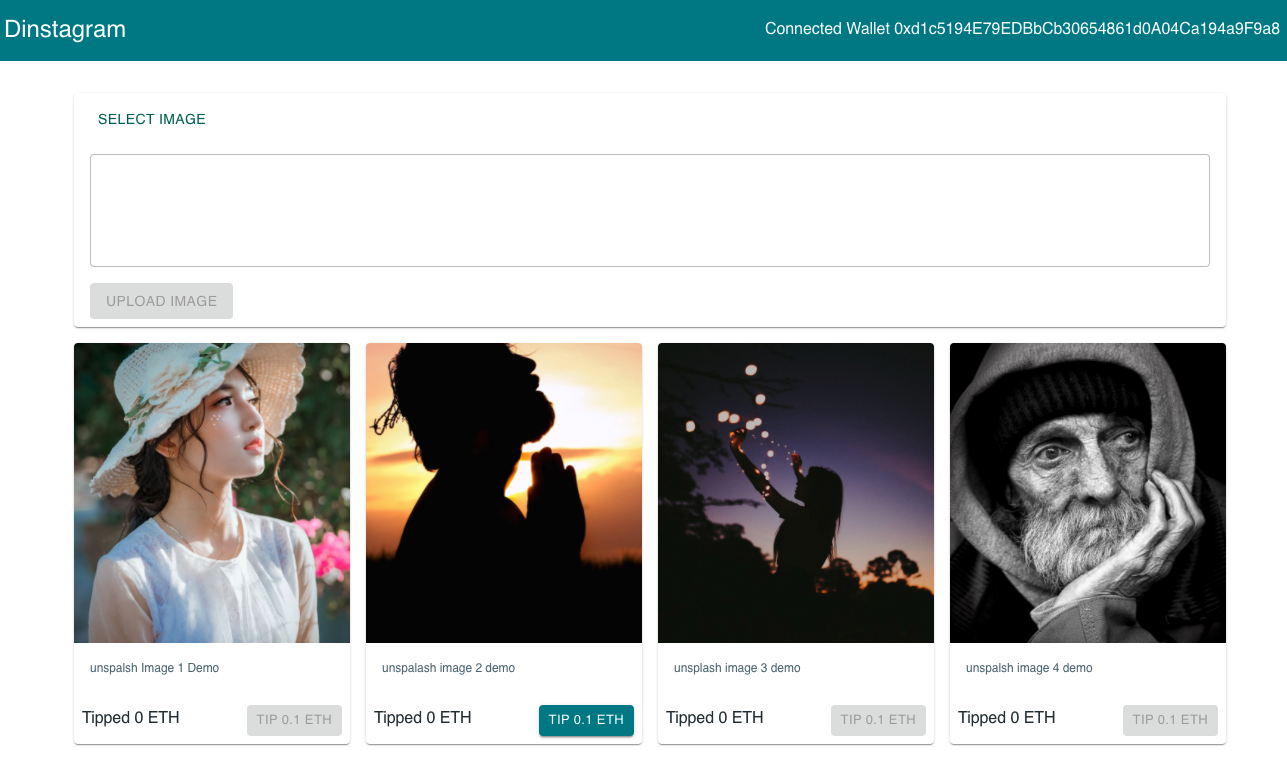 Dinstagram
Connected Wallet 0xd1c5194E79EDBbCb30654861d0A04Ca194a9F9a8
SELECT IMAGE
UPLOAD IMAGE
unspalsh Image 1 Demo
unspalash image 2 demo
unsplash image 3 demo
unspalsh image 4 demo
Tipped 0 ETH
TIP 0.1 ETH
Tipped 0 ETH
TIP 0.1 ETH
Tipped 0 ETH
TIP 0.1 ETH
Tipped 0 ETH
TIP 0.1 ETH